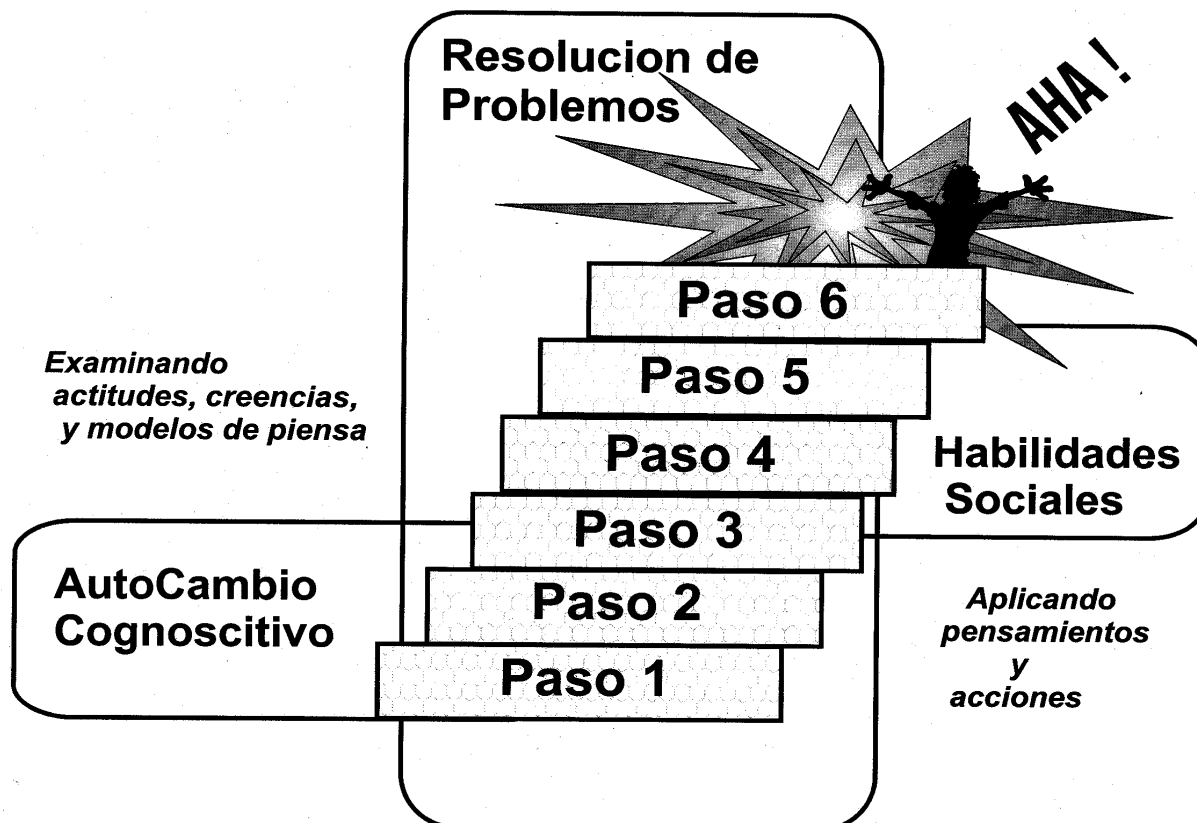 Resolucion de
Problemos
AHA !
Paso 6
Paso 5
Paso 4
Paso 3
Paso 2
Paso 1
Examinando
actitudes, creencias,
y modelos de piensa
AutoCambio
Cognoscitivo
Habilidades
Sociales
Aplicando
pensamientos
y
acciones